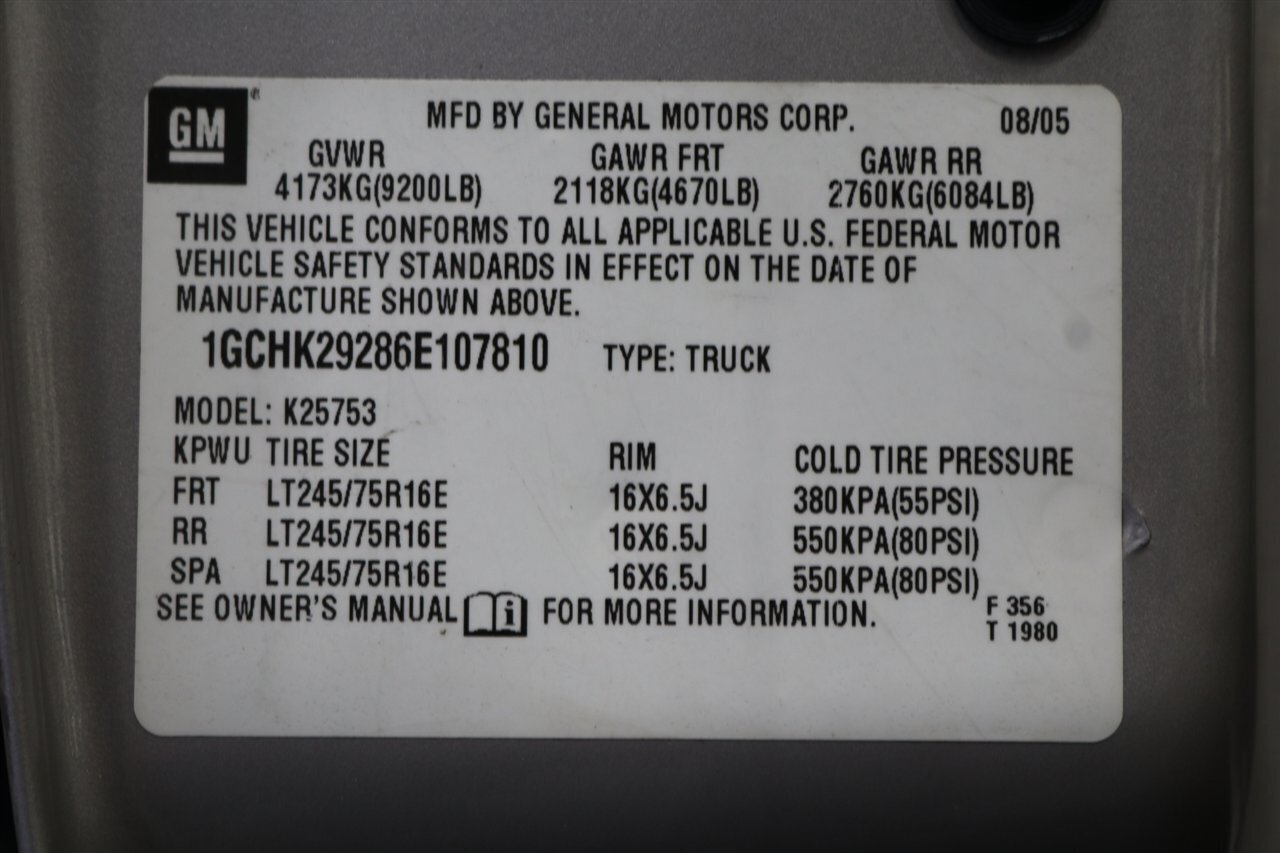 GM ®
MFD BY GENERAL MOTORS CORP. 08/05
GVWR GAWR FRT GAWR RR
4173KG(9200LB) 2118KG(4670LB) 2760KG(6084LB)
THIS VEHICLE CONFORMS TO ALL APPLICABLE U.S. FEDERAL MOTOR
VEHICLE SAFETY STANDARDS IN EFFECT ON THE DATE OF
MANUFACTURE SHOWN ABOVE.
1GCHK29286E107810 TYPE: TRUCK
MODEL: K25753
KPWU TIRE SIZE RIM COLD TIRE PRESSURE
FRT LT245/75R16E 16X6.5J 380KPA(55PSI)
RR LT245/75R16E 16X6.5J 550KPA(80PSI)
SPA LT245/75R16E 16X6.5J 550KPA(80PSI)
SEE OWNER'S MANUAL i FOR MORE INFORMATION. F 356
T 1980